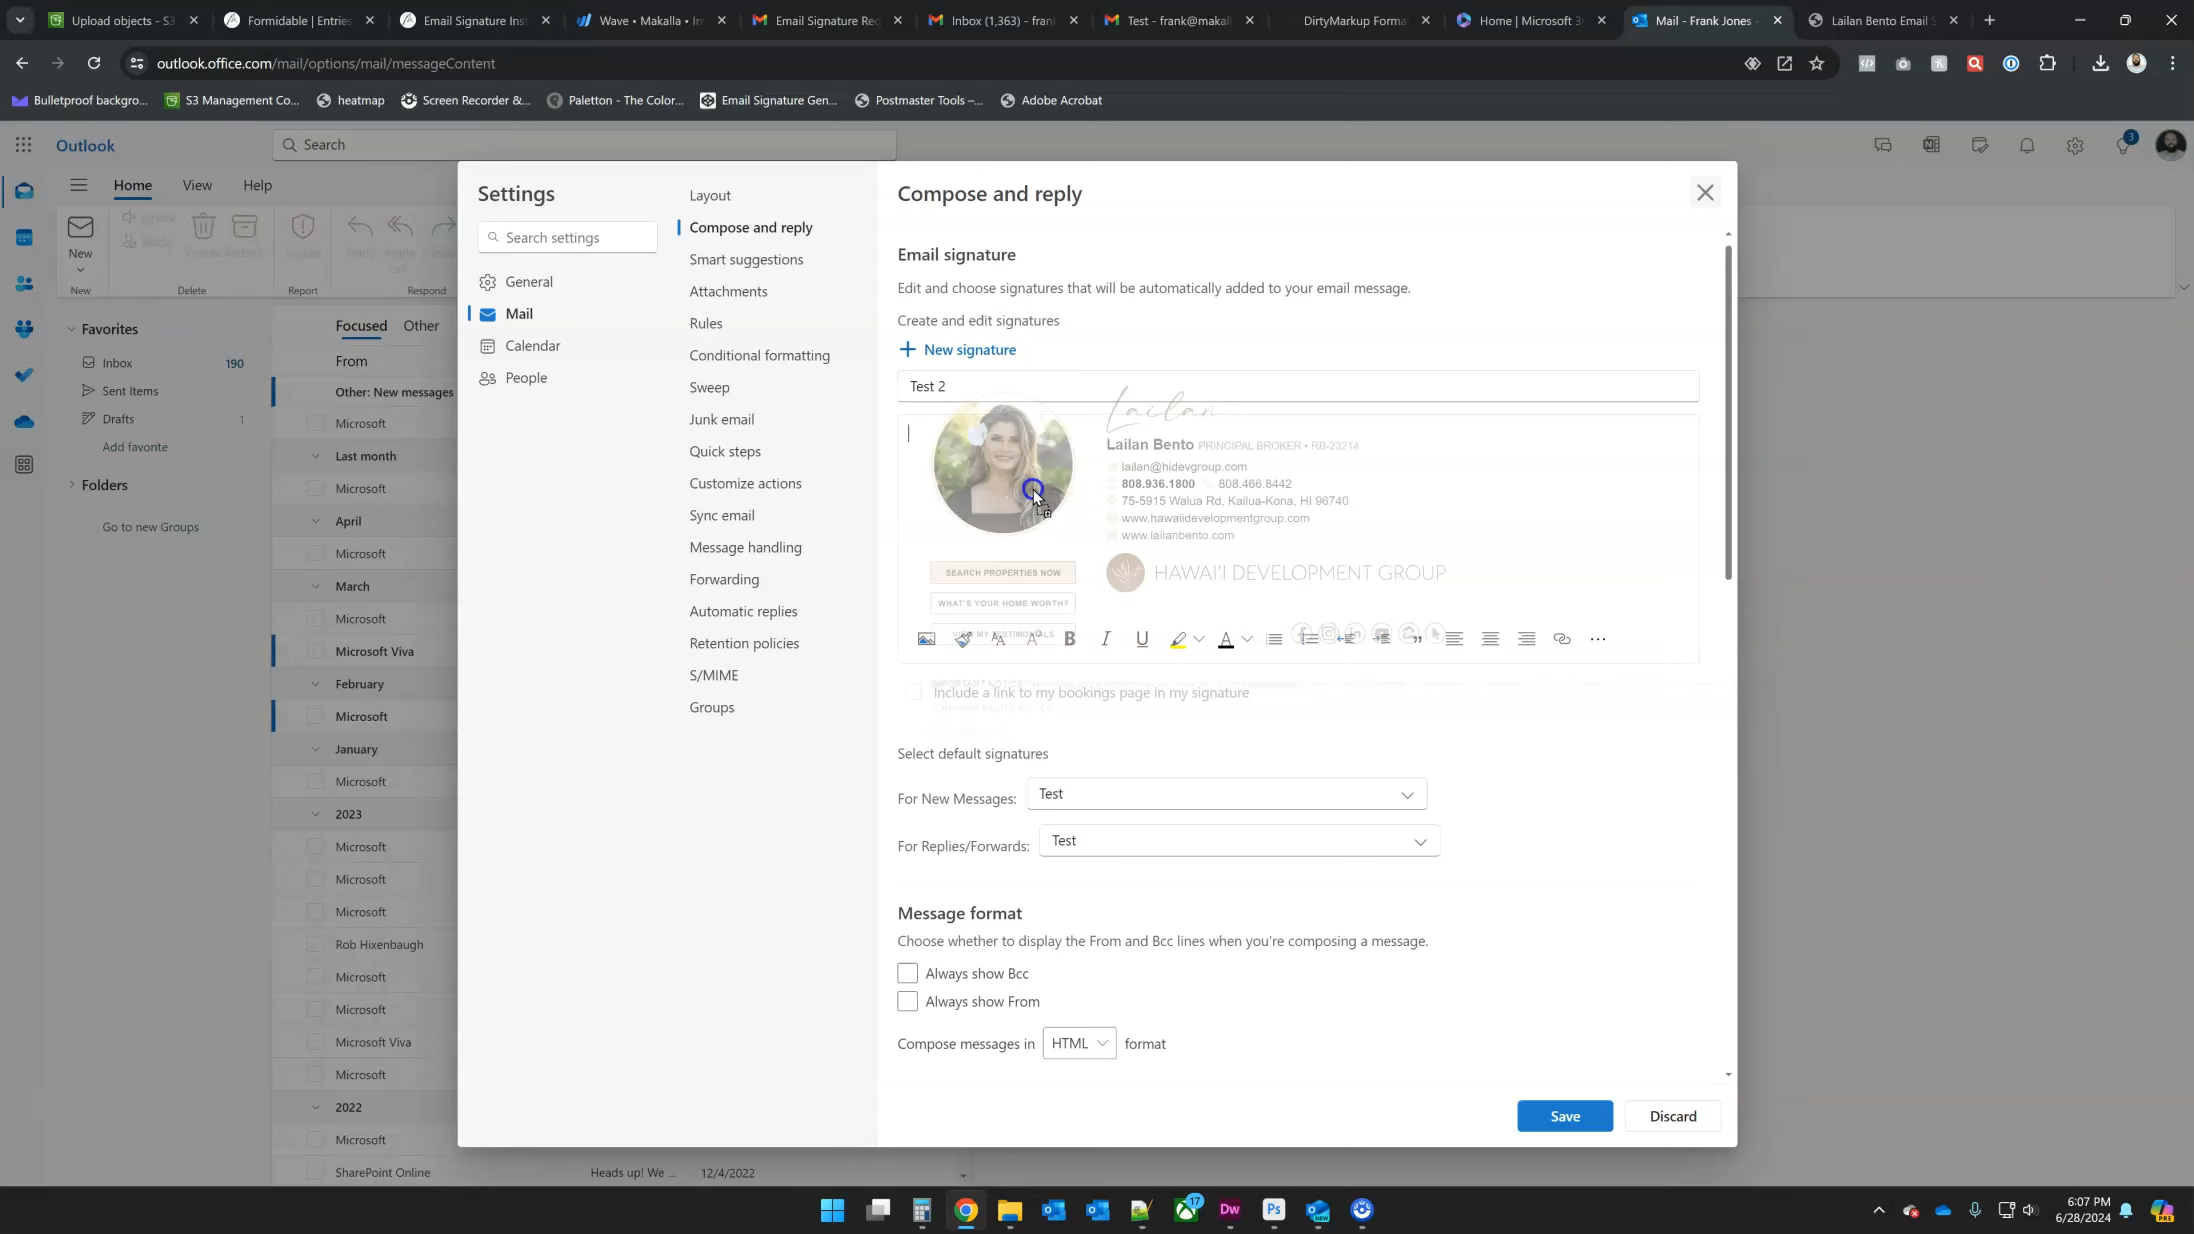 Upload objects - S3
Formidable | Entries
Email Signature Inst
Wave • Makalla • In
Email Signature Req
Inbox (1,363) - fran
Test - frank@makal
DirtyMarkup Forma
Home | Microsoft 3
Mail - Frank Jones -
Lailan Bento Email S
outlook.office.com/mail/options/mail/messageContent
Bulletproof backgro...
S3 Management Co...
heatmap
Screen Recorder &...
Paletton - The Color...
Email Signature Gen...
Postmaster Tools –...
Adobe Acrobat
Outlook
Search
3
Home
View
Help
New
Delete
Report
Respond
Favorites
Inbox 190
Sent Items
Drafts 1
Add favorite
Folders
Go to new Groups
Focused Other
From
Other: New messages
Microsoft
Last month
Microsoft
April
Microsoft
March
Microsoft
Microsoft Viva
February
Microsoft
January
Microsoft
2023
Microsoft
Microsoft
Microsoft
Rob Hixenbaugh
Microsoft
Microsoft
Microsoft Viva
Microsoft
2022
Microsoft
SharePoint Online Heads up! We ... 12/4/2022
Settings
Search settings
General
Mail
Calendar
People
Layout
Compose and reply
Smart suggestions
Attachments
Rules
Conditional formatting
Sweep
Junk email
Quick steps
Customize actions
Sync email
Message handling
Forwarding
Automatic replies
Retention policies
S/MIME
Groups
Compose and reply
Email signature
Edit and choose signatures that will be automatically added to your email message.
Create and edit signatures
New signature
Test 2
Lailan
Lailan Bento PRINCIPAL BROKER • RB-23214
lailan@hidevgroup.com
808.936.1800 808.466.8442
75-5915 Walua Rd, Kailua-Kona, HI 96740
www.hawaiidevelopmentgroup.com
www.lailanbento.com
SEARCH PROPERTIES NOW
HAWAI'I DEVELOPMENT GROUP
WHAT'S YOUR HOME WORTH?
MY TESTIMONIALS
Include a link to my bookings page in my signature
Select default signatures
For New Messages: Test
For Replies/Forwards: Test
Message format
Choose whether to display the From and Bcc lines when you're composing a message.
Always show Bcc
Always show From
Compose messages in HTML format
Save
Discard
17
6:07 PM
6/28/2024